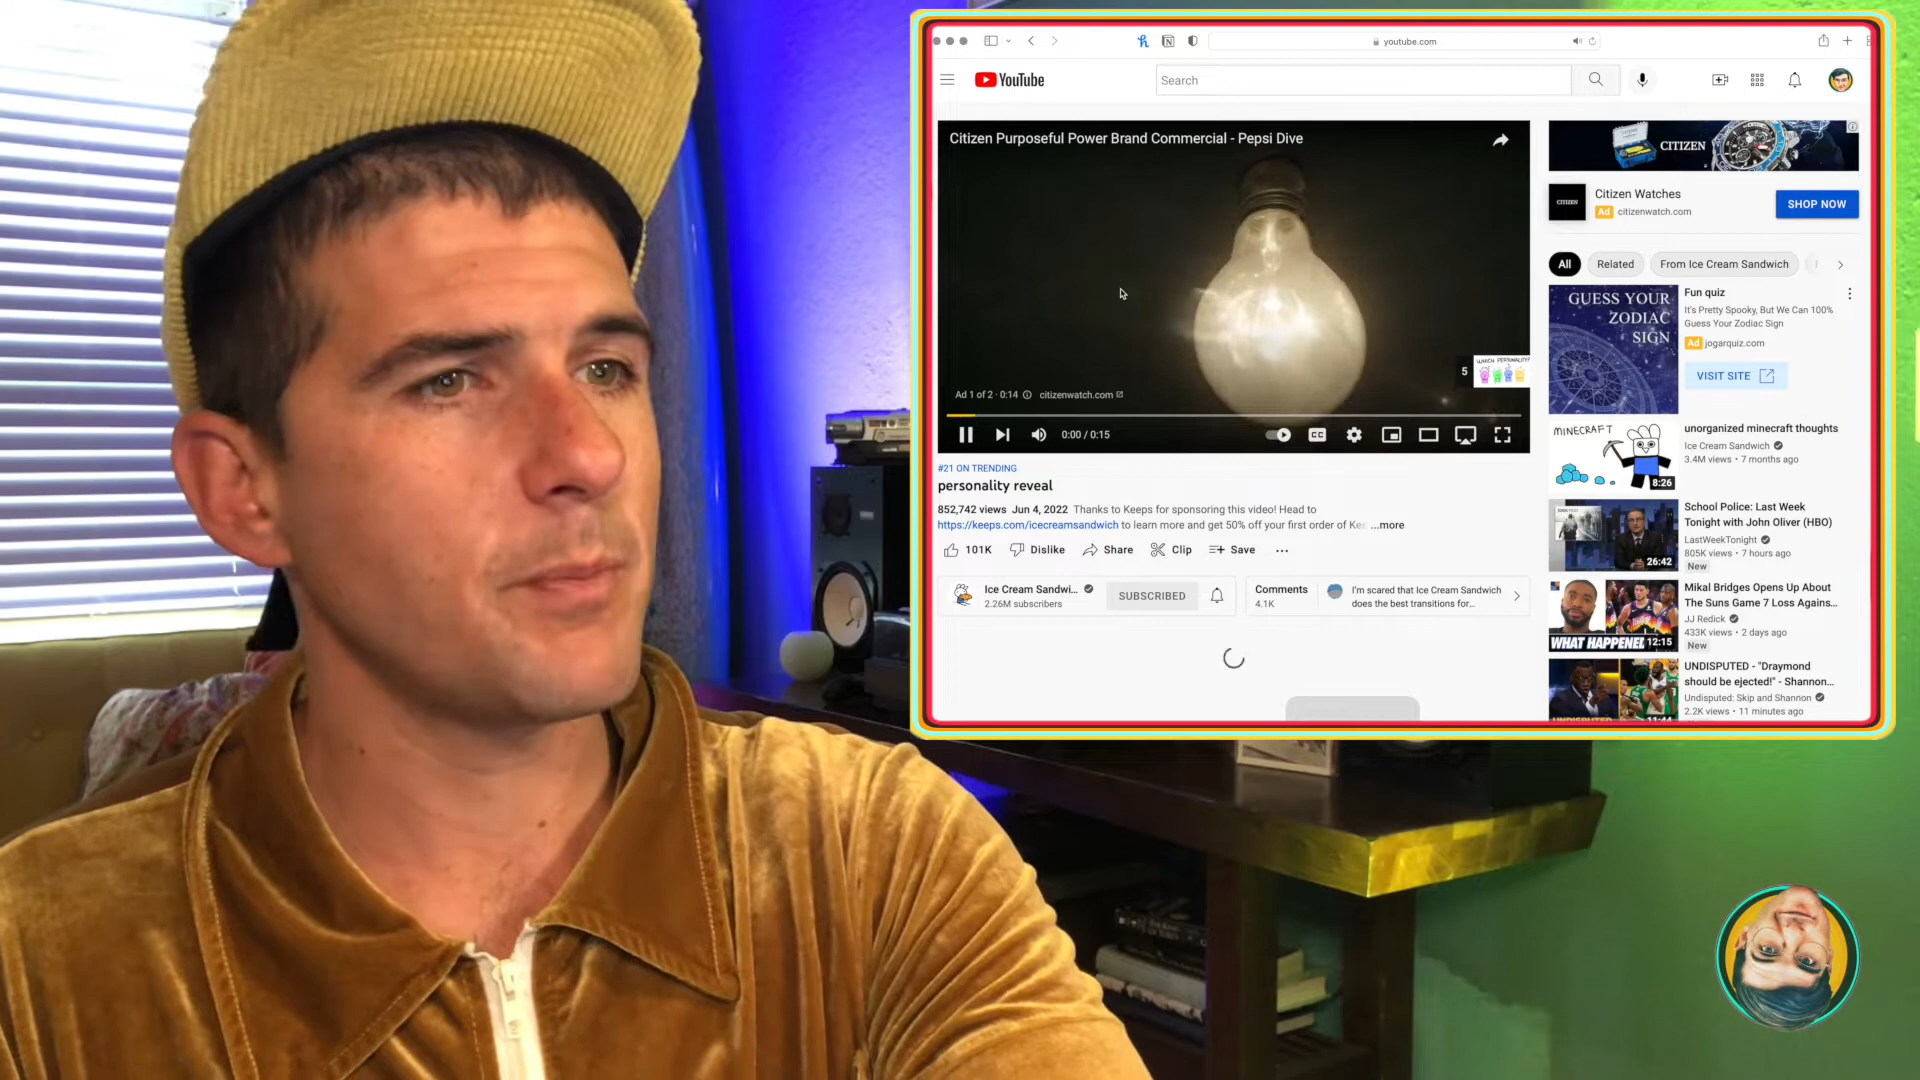 youtube.com
YouTube
Search
Citizen Purposeful Power Brand Commercial - Pepsi Dive
5
WHICH PERSONALITY?
Ad 1 of 2 · 0:14
citizenwatch.com
0:00 / 0:15
CC
#21 ON TRENDING
personality reveal
852,742 views Jun 4, 2022 Thanks to Keeps for sponsoring this video! Head to
https://keeps.com/icecreamsandwich to learn more and get 50% off your first order of Kee ...more
101K Dislike Share Clip Save ...
Ice Cream Sandwi...
2.26M subscribers
SUBSCRIBED
Comments
4.1K
I'm scared that Ice Cream Sandwich
does the best transitions for...
CITIZEN
CITIZEN
Citizen Watches
Ad citizenwatch.com
SHOP NOW
All Related From Ice Cream Sandwich
GUESS YOUR
ZODIAC
SIGN
Fun quiz
It's Pretty Spooky, But We Can 100%
Guess Your Zodiac Sign
Ad jogarquiz.com
VISIT SITE
MINECRAFT
8:26
unorganized minecraft thoughts
Ice Cream Sandwich
3.4M views • 7 months ago
26:42
School Police: Last Week
Tonight with John Oliver (HBO)
LastWeekTonight
805K views • 7 hours ago
New
WHAT HAPPENED
12:15
Mikal Bridges Opens Up About
The Suns Game 7 Loss Agains...
JJ Redick
433K views • 2 days ago
New
UNDISPUTED
11:44
UNDISPUTED - "Draymond
should be ejected!" - Shannon...
Undisputed: Skip and Shannon
2.2K views • 11 minutes ago